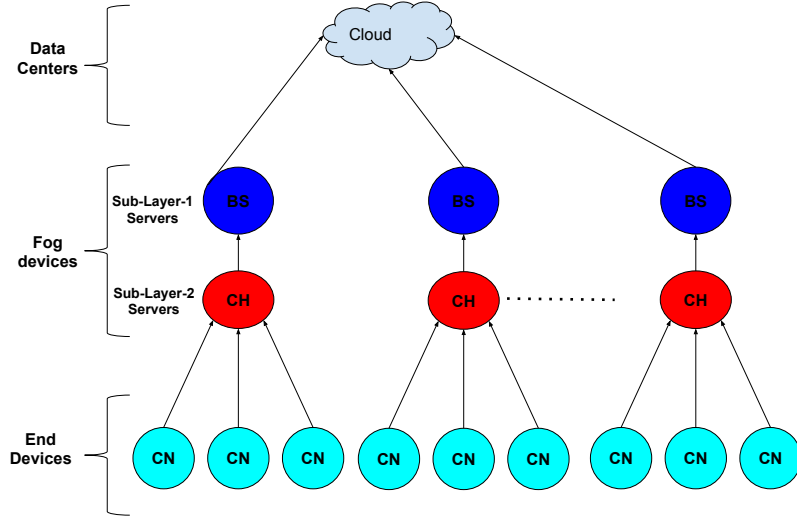 Cloud
Data
Centers
BS
BS
BS
Sub-Layer-1
Servers
Fog
devices
Sub-Layer-2
Servers
CH
CH
CH
End
Devices
CN
CN
CN
CN
CN
CN
CN
CN
CN